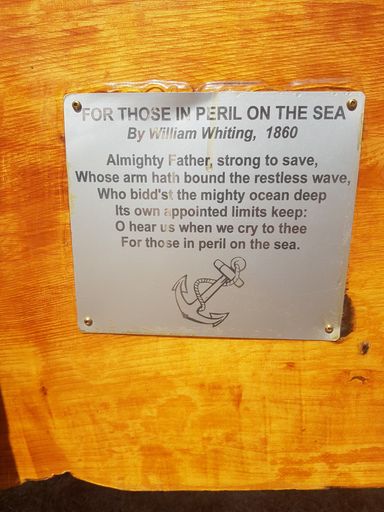 FOR THOSE IN PERIL ON THE SEA
By William Whiting, 1860
Almighty Father, strong to save,
Whose arm hath bound the restless wave,
Who bidd'st the mighty ocean deep
Its own appointed limits keep:
O hear us when we cry to thee
For those in peril on the sea.